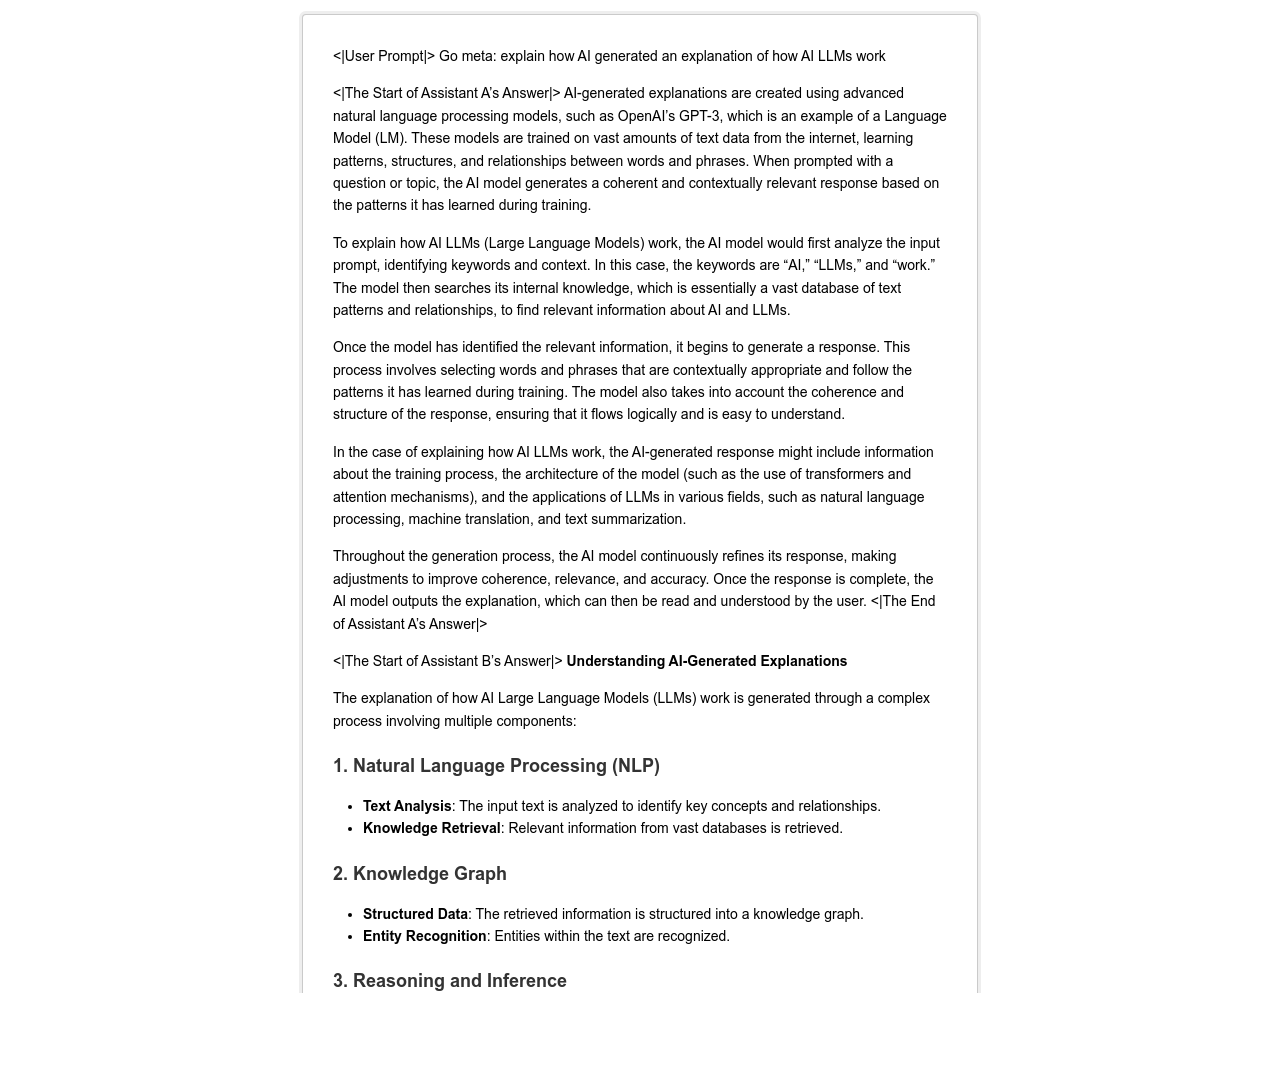 <|User Prompt|> Go meta: explain how AI generated an explanation of how AI LLMs work
<|The Start of Assistant A’s Answer|> AI-generated explanations are created using advanced
natural language processing models, such as OpenAI’s GPT-3, which is an example of a Language
Model (LM). These models are trained on vast amounts of text data from the internet, learning
patterns, structures, and relationships between words and phrases. When prompted with a
question or topic, the AI model generates a coherent and contextually relevant response based on
the patterns it has learned during training.
To explain how AI LLMs (Large Language Models) work, the AI model would first analyze the input
prompt, identifying keywords and context. In this case, the keywords are “AI,” “LLMs,” and “work.”
The model then searches its internal knowledge, which is essentially a vast database of text
patterns and relationships, to find relevant information about AI and LLMs.
Once the model has identified the relevant information, it begins to generate a response. This
process involves selecting words and phrases that are contextually appropriate and follow the
patterns it has learned during training. The model also takes into account the coherence and
structure of the response, ensuring that it flows logically and is easy to understand.
In the case of explaining how AI LLMs work, the AI-generated response might include information
about the training process, the architecture of the model (such as the use of transformers and
attention mechanisms), and the applications of LLMs in various fields, such as natural language
processing, machine translation, and text summarization.
Throughout the generation process, the AI model continuously refines its response, making
adjustments to improve coherence, relevance, and accuracy. Once the response is complete, the
AI model outputs the explanation, which can then be read and understood by the user. <|The End
of Assistant A’s Answer|>
<|The Start of Assistant B’s Answer|> Understanding AI-Generated Explanations
The explanation of how AI Large Language Models (LLMs) work is generated through a complex
process involving multiple components:
1. Natural Language Processing (NLP)
• Text Analysis: The input text is analyzed to identify key concepts and relationships.
• Knowledge Retrieval: Relevant information from vast databases is retrieved.
2. Knowledge Graph
• Structured Data: The retrieved information is structured into a knowledge graph.
• Entity Recognition: Entities within the text are recognized.
3. Reasoning and Inference